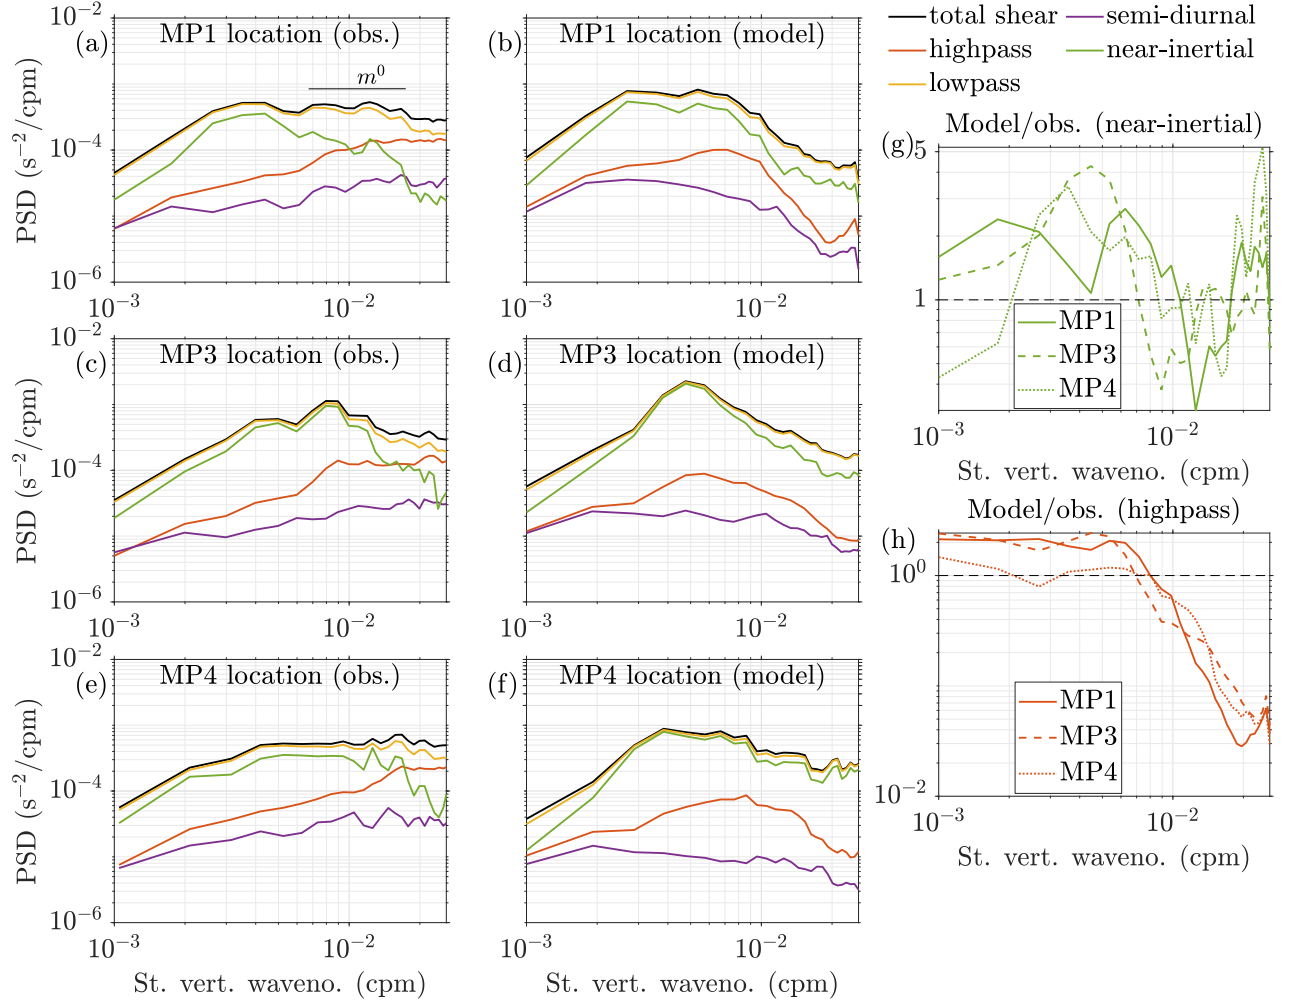 total shear
highpass
lowpass
semi-diurnal
near-inertial
(a) MP1 location (obs.)
m⁰
PSD (s⁻²/cpm)
10⁻²
10⁻⁴
10⁻⁶
10⁻³ 10⁻²
(b) MP1 location (model)
10⁻³ 10⁻²
(c) MP3 location (obs.)
PSD (s⁻²/cpm)
10⁻²
10⁻⁴
10⁻⁶
10⁻³ 10⁻²
(d) MP3 location (model)
10⁻³ 10⁻²
(e) MP4 location (obs.)
PSD (s⁻²/cpm)
10⁻²
10⁻⁴
10⁻⁶
10⁻³ 10⁻²
St. vert. waveno. (cpm)
(f) MP4 location (model)
10⁻³ 10⁻²
St. vert. waveno. (cpm)
Model/obs. (near-inertial)
(g) 5
1
MP1
MP3
MP4
10⁻³ 10⁻²
St. vert. waveno. (cpm)
Model/obs. (highpass)
(h)
10⁰
MP1
MP3
MP4
10⁻²
10⁻³ 10⁻²
St. vert. waveno. (cpm)